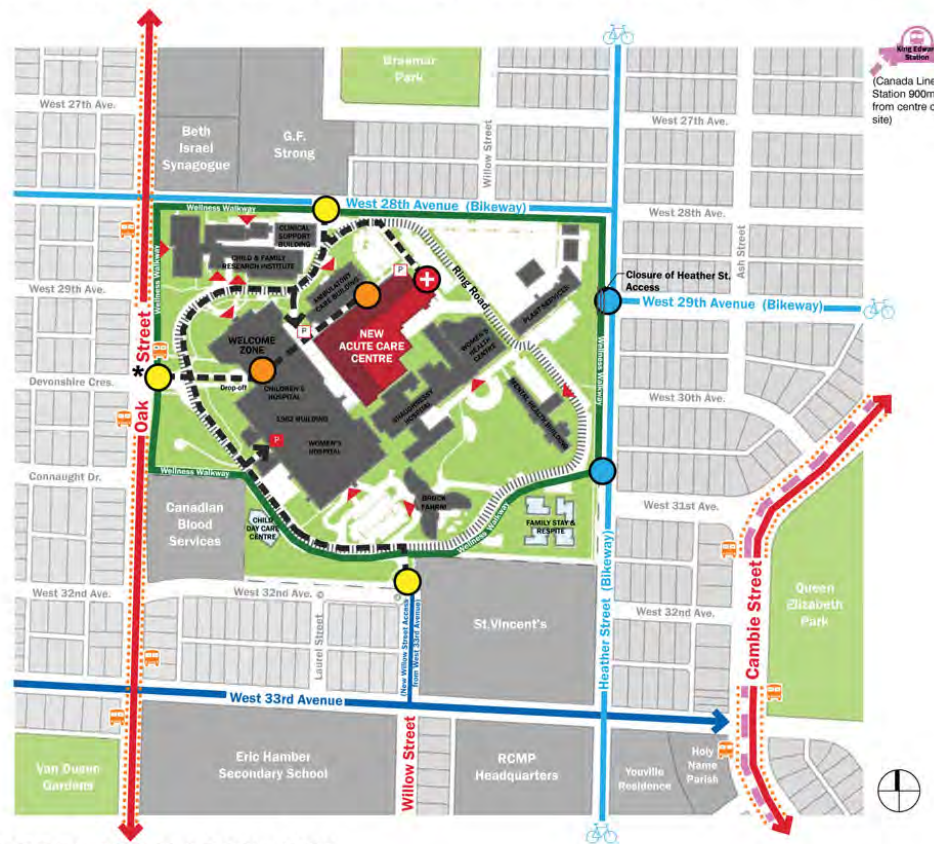 King Edward
Station
(Canada Line
Station 900m
from centre of
site)
Braemar
Park
West 27th Ave.
West 27th Ave.
Beth
Israel
Synagogue
G.F.
Strong
Willow Street
Wellness Walkway
West 28th Avenue (Bikeway)
West 28th Ave.
Ash Street
CLINICAL
SUPPORT
BUILDING
CHILD & FAMILY
RESEARCH INSTITUTE
Wellness Walkway
West 29th Ave.
P
Ring Road
Closure of Heather St.
Access
West 29th Avenue (Bikeway)
AMBULATORY
CARE BUILDING
PLANT SERVICES
P
WELCOME
ZONE
NEW
ACUTE CARE
CENTRE
WOMEN'S
HEALTH
CENTRE
Wellness Walkway
*
Oak Street
Devonshire Cres.
Drop-off
CHILDREN'S
HOSPITAL
SHAUGHNESSY
HOSPITAL
MENTAL HEALTH BUILDING
West 30th Ave.
1982 BUILDING
P
WOMEN'S
HOSPITAL
Connaught Dr.
Wellness Walkway
West 31st Ave.
Canadian
Blood
Services
CHILD
DAY CARE
CENTRE
BROCK
FAHRNI
Wellness Walkway
FAMILY STAY &
RESPITE
Cambie Street
Queen
Elizabeth
Park
West 32nd Ave.
West 32nd Ave.
Laurel Street
(New Willow Street Access
from West 33rd Avenue)
St.Vincent's
Heather Street (Bikeway)
West 32nd Ave.
West 33rd Avenue
Van Dusen
Gardens
Eric Hamber
Secondary School
Willow Street
RCMP
Headquarters
Youville
Residence
Holy
Name
Parish